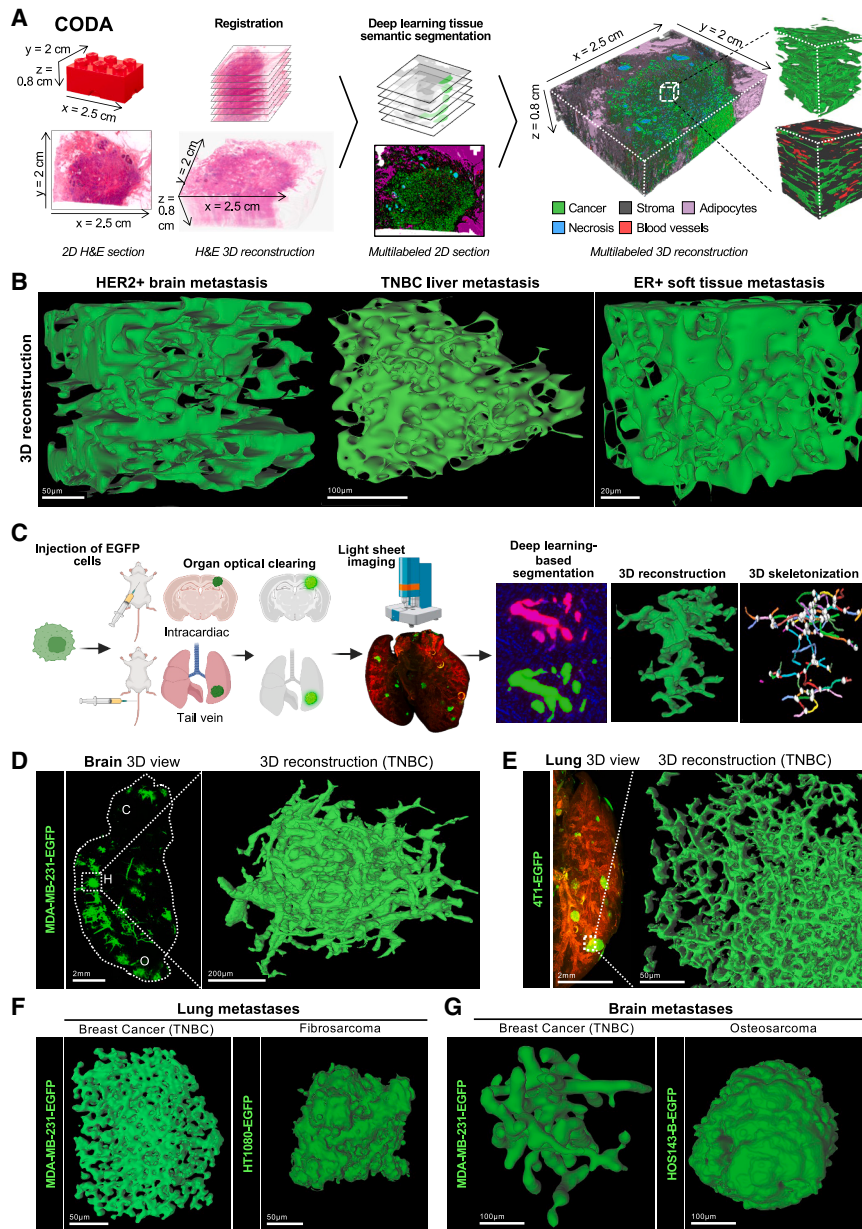 A
CODA
Registration
Deep learning tissue
semantic segmentation
y = 2 cm
z =
0.8 cm
x = 2.5 cm
y = 2 cm
x = 2.5 cm
y = 2 cm
z =
0.8
cm
x = 2.5 cm
x = 2.5 cm
y = 2 cm
z = 0.8 cm
Cancer
Stroma
Adipocytes
Necrosis
Blood vessels
2D H&E section
H&E 3D reconstruction
Multilabeled 2D section
Multilabeled 3D reconstruction
B
HER2+ brain metastasis
TNBC liver metastasis
ER+ soft tissue metastasis
3D reconstruction
50µm
100µm
20µm
C
Injection of EGFP
cells
Organ optical clearing
Light sheet
imaging
Deep learning-
based
segmentation
3D reconstruction
3D skeletonization
Intracardiac
Tail vein
D
Brain 3D view
3D reconstruction (TNBC)
MDA-MB-231-EGFP
C
H
O
2mm
200µm
E
Lung 3D view
3D reconstruction (TNBC)
4T1-EGFP
2mm
50µm
F
Lung metastases
Breast Cancer (TNBC)
Fibrosarcoma
MDA-MB-231-EGFP
50µm
HT1080-EGFP
50µm
G
Brain metastases
Breast Cancer (TNBC)
Osteosarcoma
MDA-MB-231-EGFP
100µm
HOS143-B-EGFP
100µm